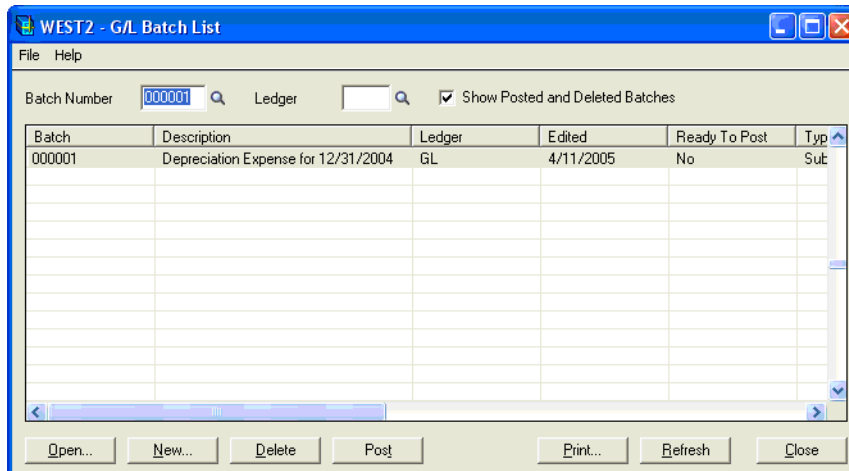 WEST2 - G/L Batch List
File Help
Batch Number 000001 Ledger Show Posted and Deleted Batches
Batch Description Ledger Edited Ready To Post Typ
000001 Depreciation Expense for 12/31/2004 GL 4/11/2005 No Sub
Open... New... Delete Post Print... Refresh Close